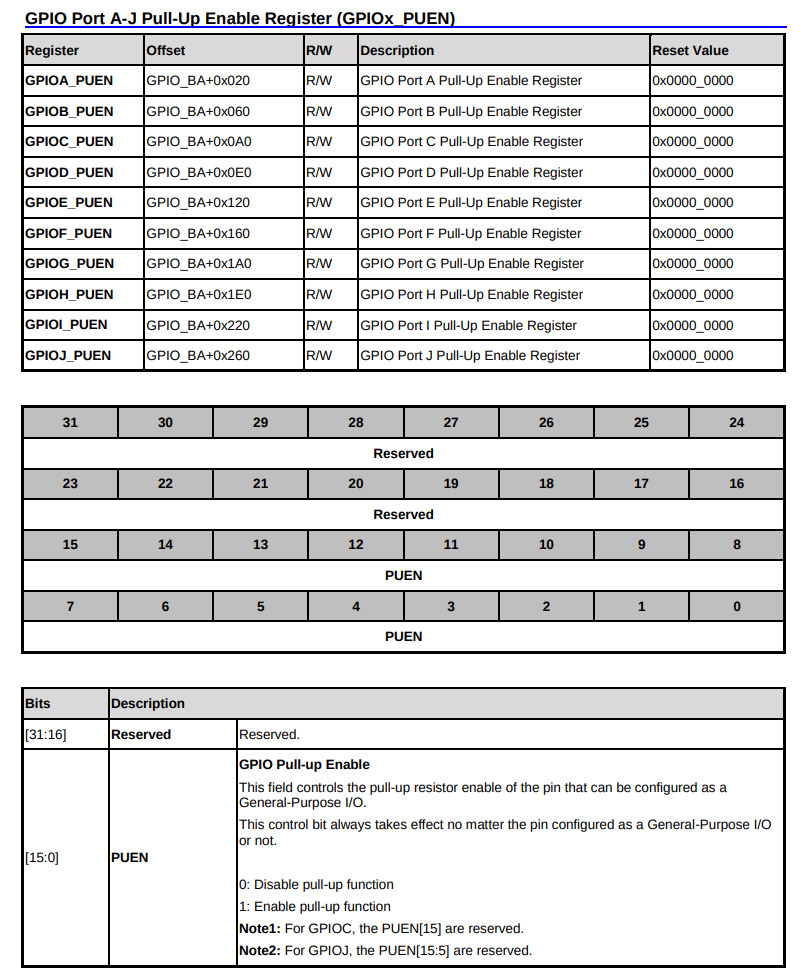 GPIO Port A-J Pull-Up Enable Register (GPIOx_PUEN)
Register Offset R/W Description Reset Value
GPIOA_PUEN GPIO_BA+0x020 R/W GPIO Port A Pull-Up Enable Register 0x0000_0000
GPIOB_PUEN GPIO_BA+0x060 R/W GPIO Port B Pull-Up Enable Register 0x0000_0000
GPIOC_PUEN GPIO_BA+0x0A0 R/W GPIO Port C Pull-Up Enable Register 0x0000_0000
GPIOD_PUEN GPIO_BA+0x0E0 R/W GPIO Port D Pull-Up Enable Register 0x0000_0000
GPIOE_PUEN GPIO_BA+0x120 R/W GPIO Port E Pull-Up Enable Register 0x0000_0000
GPIOF_PUEN GPIO_BA+0x160 R/W GPIO Port F Pull-Up Enable Register 0x0000_0000
GPIOG_PUEN GPIO_BA+0x1A0 R/W GPIO Port G Pull-Up Enable Register 0x0000_0000
GPIOH_PUEN GPIO_BA+0x1E0 R/W GPIO Port H Pull-Up Enable Register 0x0000_0000
GPIOI_PUEN GPIO_BA+0x220 R/W GPIO Port I Pull-Up Enable Register 0x0000_0000
GPIOJ_PUEN GPIO_BA+0x260 R/W GPIO Port J Pull-Up Enable Register 0x0000_0000
31 30 29 28 27 26 25 24
Reserved
23 22 21 20 19 18 17 16
Reserved
15 14 13 12 11 10 9 8
PUEN
7 6 5 4 3 2 1 0
PUEN
Bits Description
[31:16] Reserved Reserved.
[15:0] PUEN GPIO Pull-up Enable
This field controls the pull-up resistor enable of the pin that can be configured as a
General-Purpose I/O.
This control bit always takes effect no matter the pin configured as a General-Purpose I/O
or not.
0: Disable pull-up function
1: Enable pull-up function
Note1: For GPIOC, the PUEN[15] are reserved.
Note2: For GPIOJ, the PUEN[15:5] are reserved.